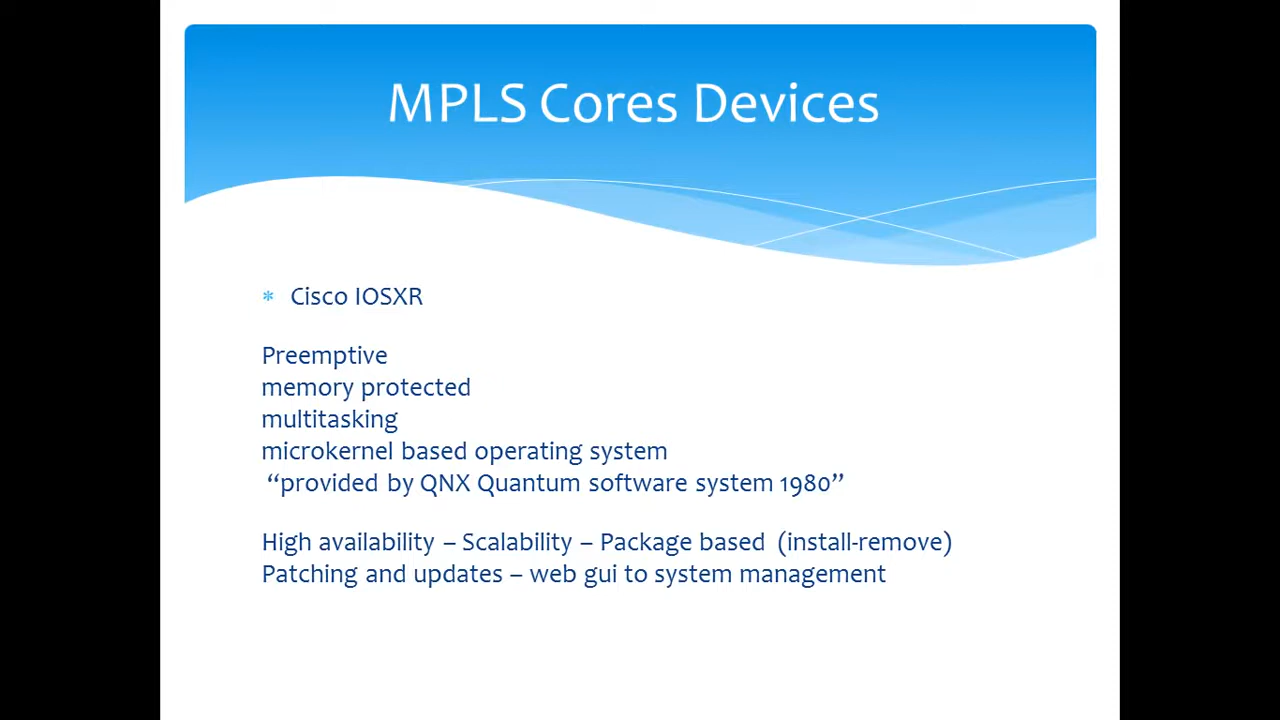 MPLS Cores Devices
* Cisco IOSXR
Preemptive
memory protected
multitasking
microkernel based operating system
“provided by QNX Quantum software system 1980”
High availability – Scalability – Package based (install-remove)
Patching and updates – web gui to system management